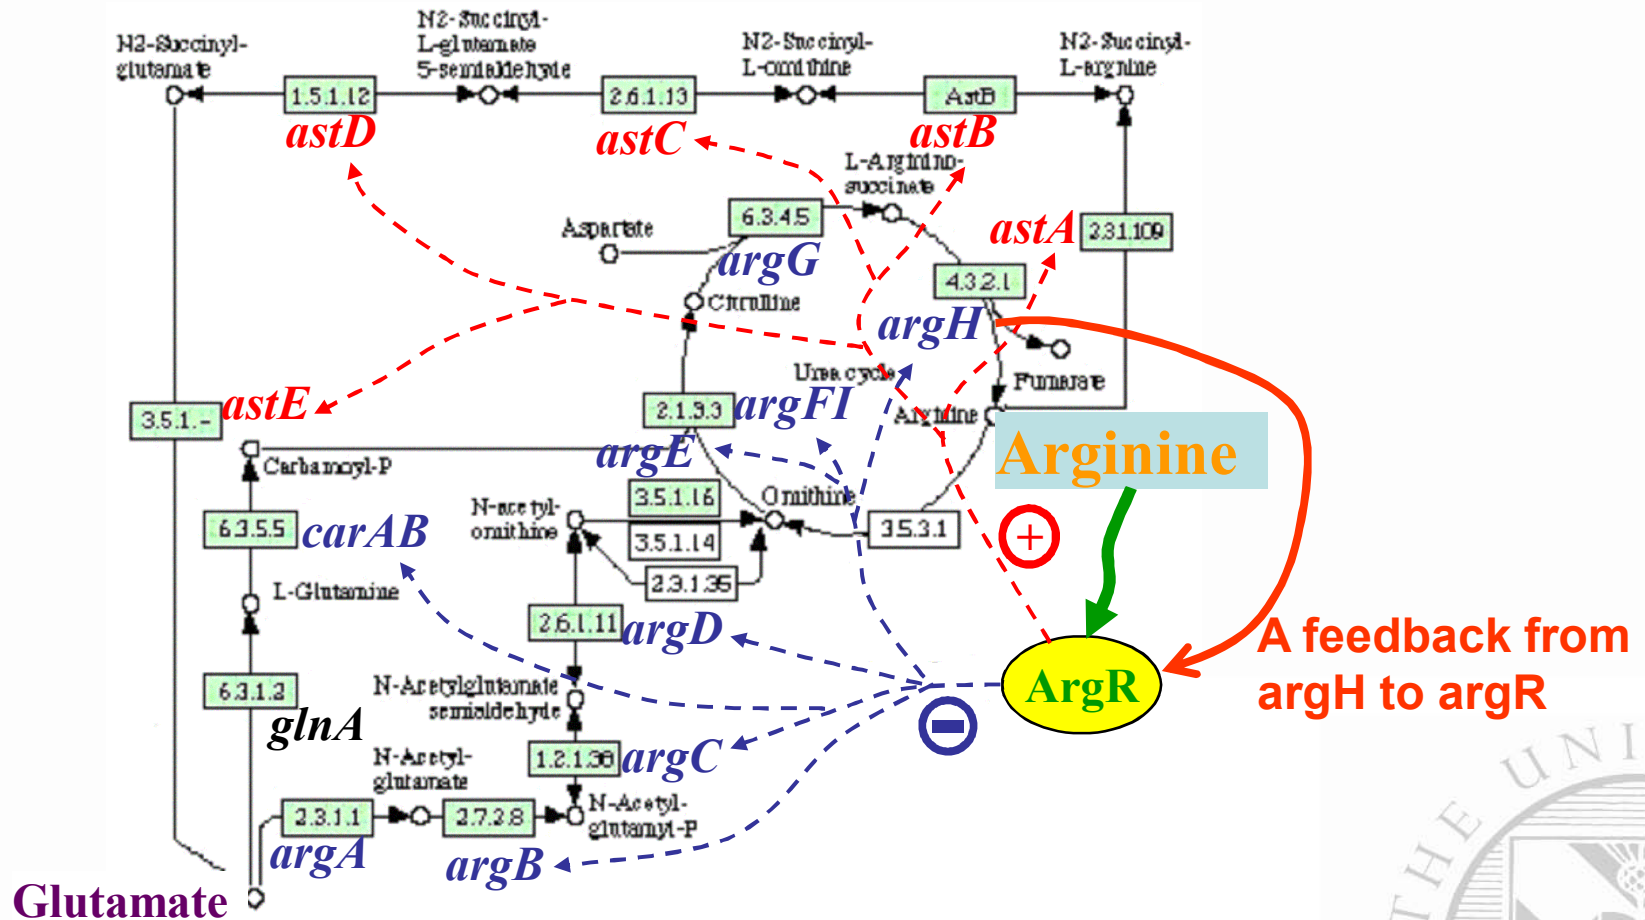 N2-Succinyl-
L-glutamate
5-semialdehyde
N2-Succinyl-
glutamate
N2-Succinyl-
L-ornithine
N2-Succinyl-
L-arginine
1.5.1.12
2.6.1.13
AstB
astD
astC
astB
L-Arginino-
succinate
6.3.4.5
Aspartate
astA
2.3.1.109
argG
4.3.2.1
Citrulline
argH
Urea cycle
Fumarate
3.5.1.-
astE
2.1.3.3
argFI
Arginine
Arginine
argE
Carbamoyl-P
3.5.1.16
Ornithine
N-acetyl-
ornithine
6.3.5.5
carAB
3.5.1.14
3.5.3.1
+
2.3.1.35
L-Glutamine
2.6.1.11
argD
A feedback from
argH to argR
ArgR
6.3.1.2
N-Acetylglutamate
semialdehyde
glnA
−
N-Acetyl-
glutamate
1.2.1.38
argC
2.3.1.1
2.7.2.8
N-Acetyl-
glutamyl-P
argA
argB
Glutamate
THE UNI